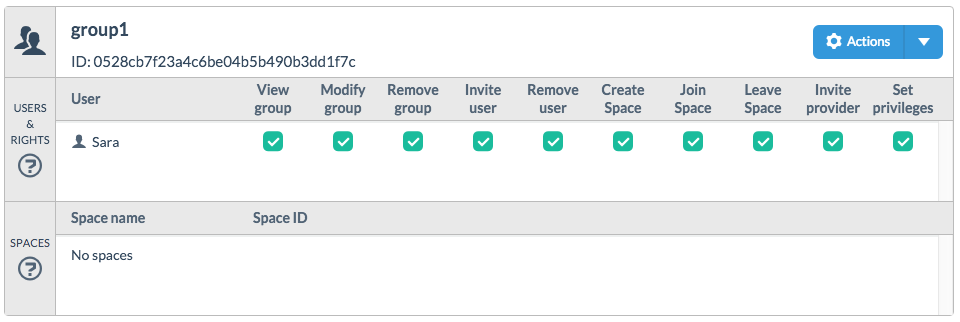 group1
ID: 0528cb7f23a4c6be04b5b490b3dd1f7c
Actions
USERS
&
RIGHTS
?
User
View
group
Modify
group
Remove
group
Invite
user
Remove
user
Create
Space
Join
Space
Leave
Space
Invite
provider
Set
privileges
Sara
SPACES
?
Space name
Space ID
No spaces